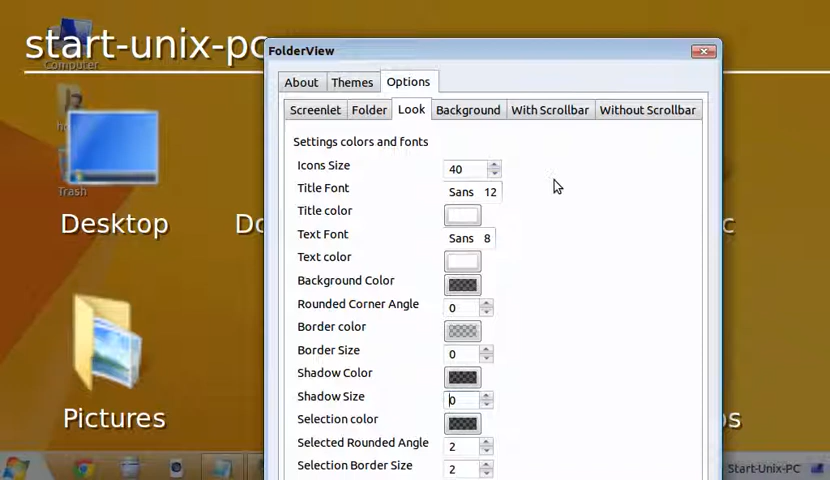 start-unix-pc
Computer
Trash
Desktop
Pictures
FolderView
About Themes Options
Screenlet Folder Look Background With Scrollbar Without Scrollbar
Settings colors and fonts
Icons Size 40
Title Font Sans 12
Title color
Text Font Sans 8
Text color
Background Color
Rounded Corner Angle 0
Border color
Border Size 0
Shadow Color
Shadow Size 0
Selection color
Selected Rounded Angle 2
Selection Border Size 2
Start-Unix-PC